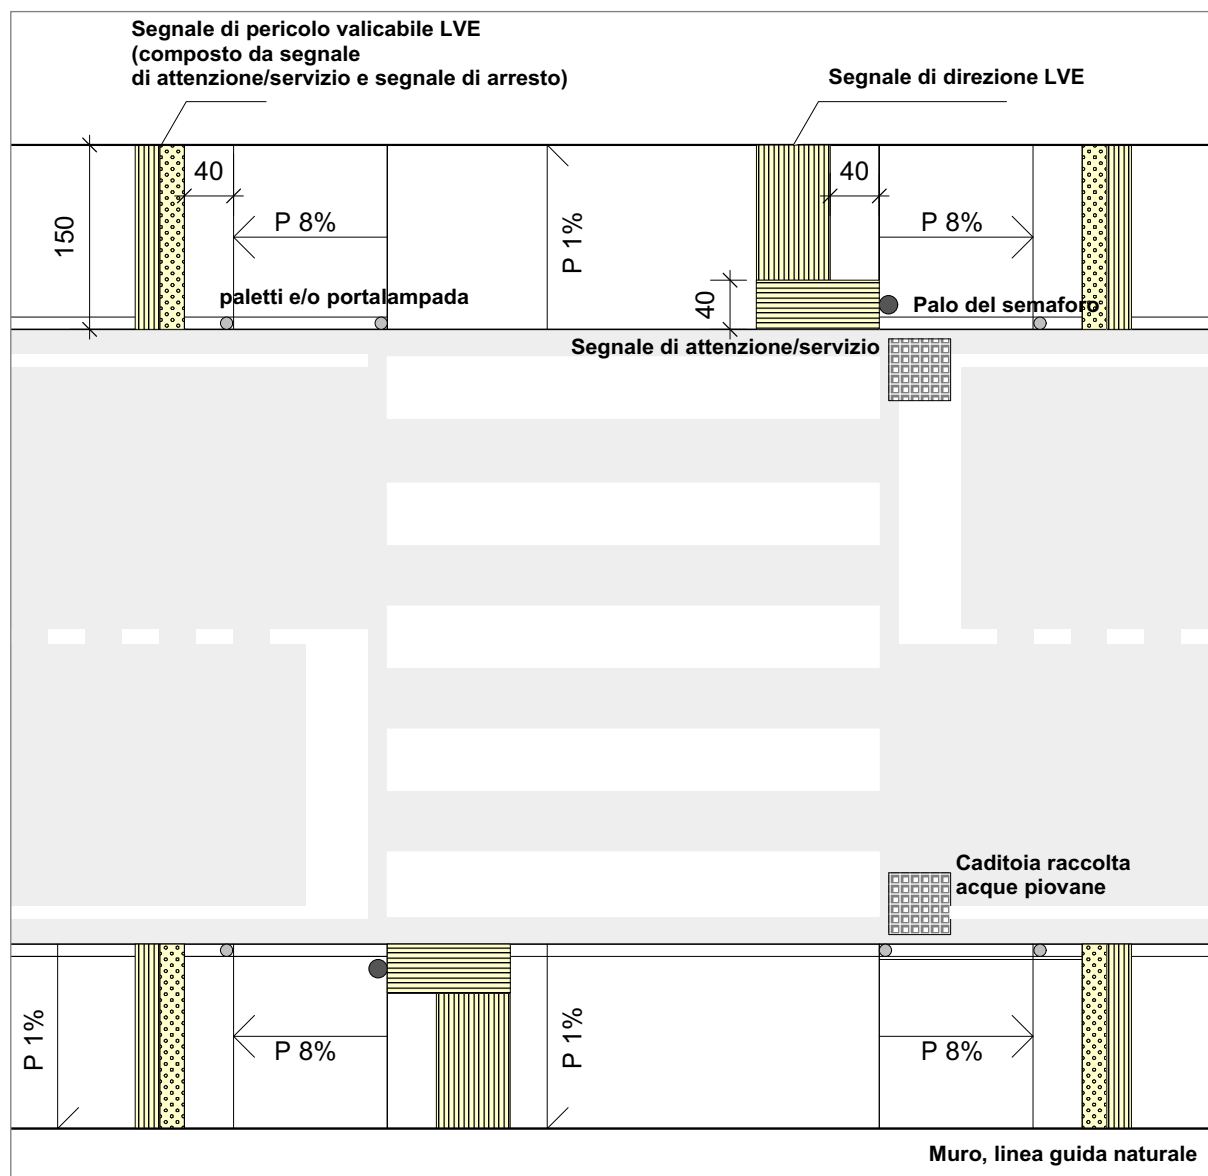 Segnale di pericolo valicabile LVE
(composto da segnale
di attenzione/servizio e segnale di arresto)
Segnale di direzione LVE
40
40
150
P 8%
P 1%
P 8%
paletti e/o portalampada
40
Palo del semaforo
Segnale di attenzione/servizio
Caditoia raccolta
acque piovane
P 1%
P 8%
P 1%
P 8%
Muro, linea guida naturale